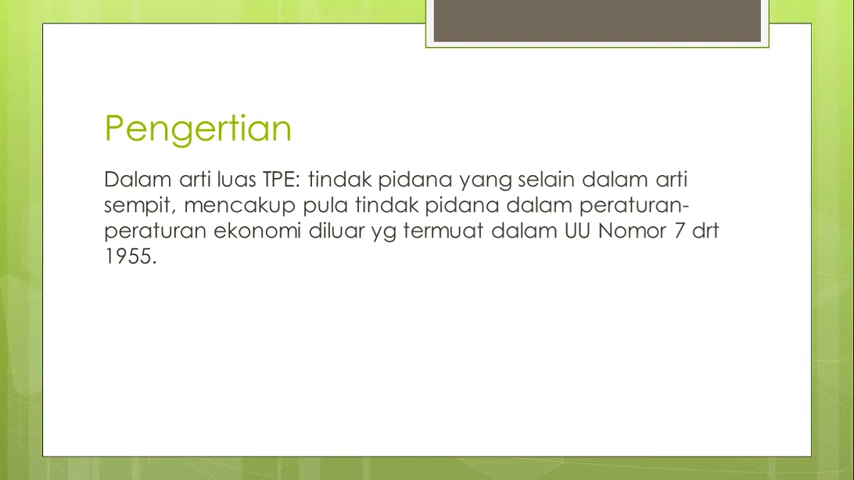 Pengertian
Dalam arti luas TPE: tindak pidana yang selain dalam arti
sempit, mencakup pula tindak pidana dalam peraturan-
peraturan ekonomi diluar yg termuat dalam UU Nomor 7 drt
1955.